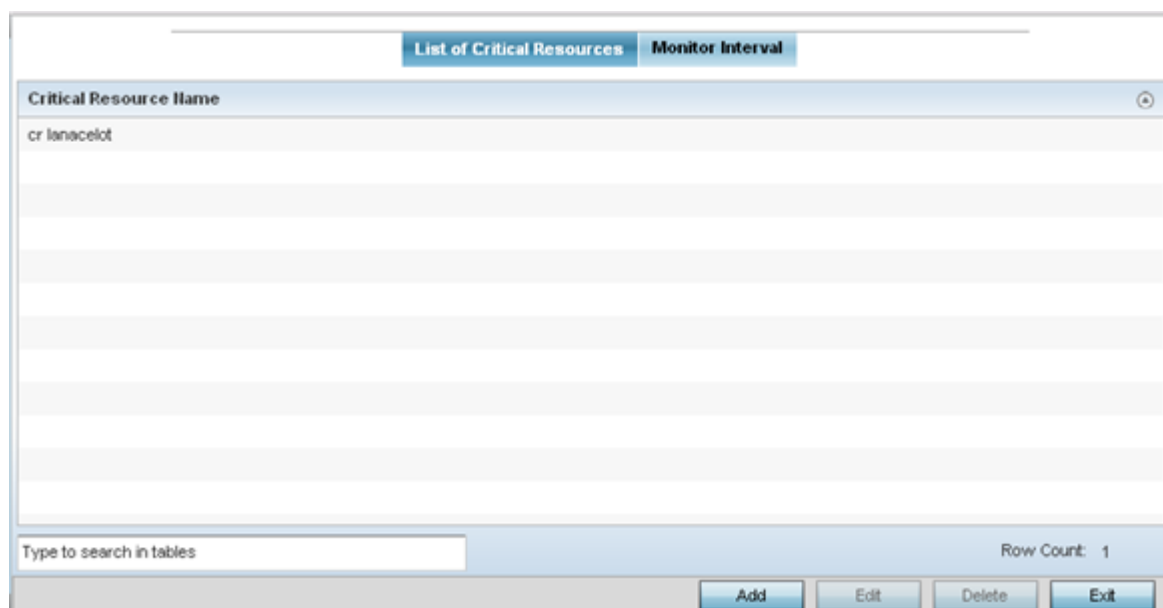 List of Critical Resources Monitor Interval
Critical Resource Name
cr lanacelot
Type to search in tables Row Count: 1
Add Edit Delete Exit